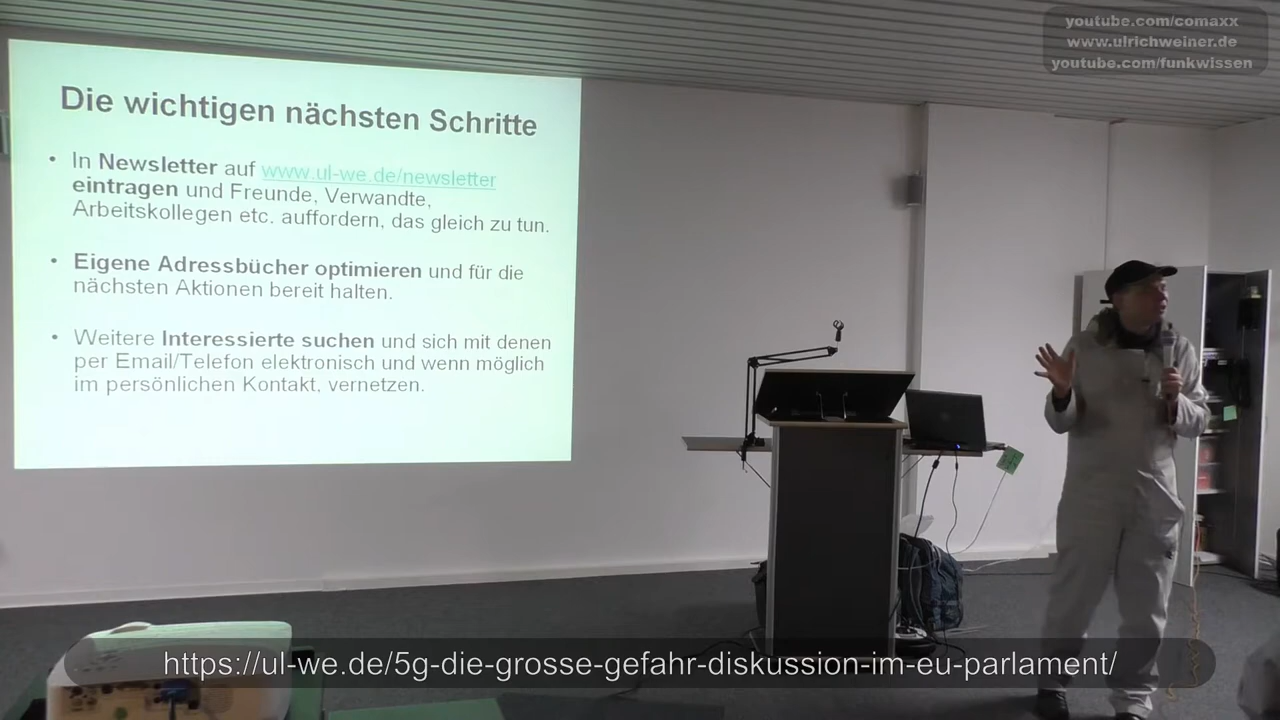 youtube.com/comaxx
www.ulrichweiner.de
youtube.com/funkwissen
Die wichtigen nächsten Schritte
• In Newsletter auf www.ul-we.de/newsletter
eintragen und Freunde, Verwandte,
Arbeitskollegen etc. auffordern, das gleich zu tun.
• Eigene Adressbücher optimieren und für die
nächsten Aktionen bereit halten.
• Weitere Interessierte suchen und sich mit denen
per Email/Telefon elektronisch und wenn möglich
im persönlichen Kontakt, vernetzen.
https://ul-we.de/5g-die-grosse-gefahr-diskussion-im-eu-parlament/